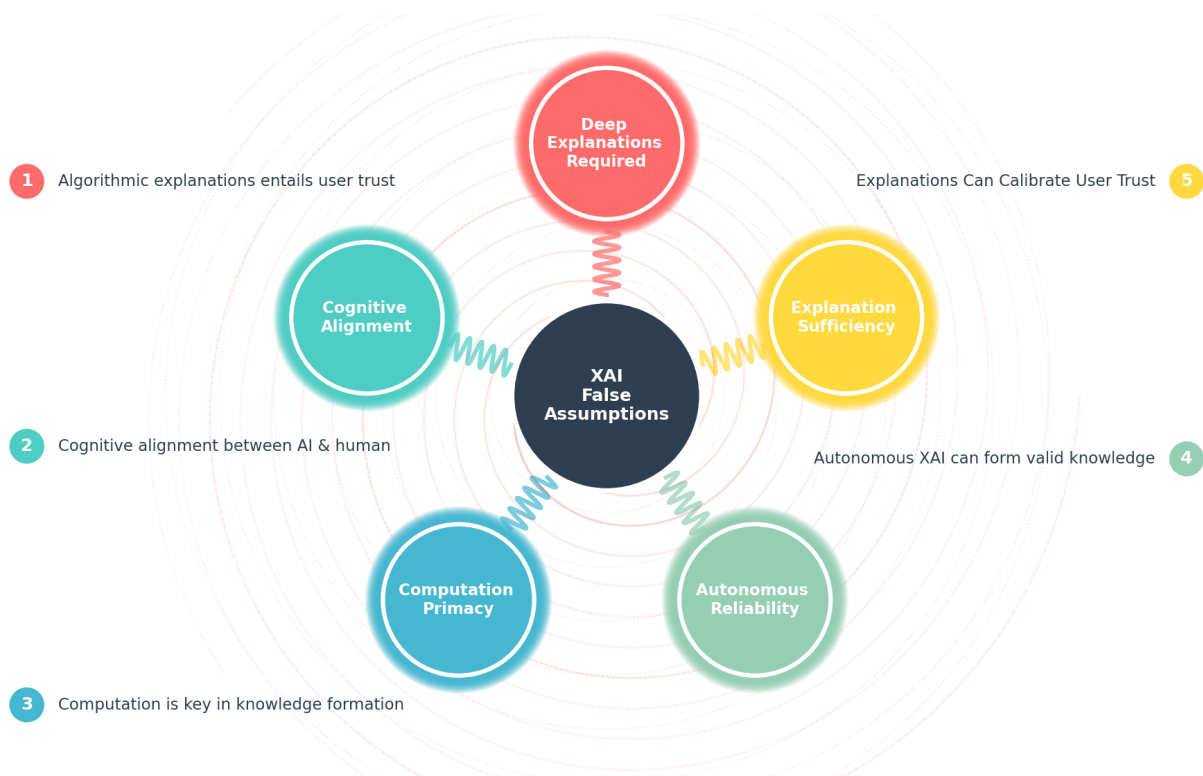 Deep
Explanations
Required
1
Algorithmic explanations entails user trust
Explanations Can Calibrate User Trust
5
Cognitive
Alignment
Explanation
Sufficiency
XAI
False
Assumptions
2
Cognitive alignment between AI & human
Autonomous XAI can form valid knowledge
4
Computation
Primacy
Autonomous
Reliability
3
Computation is key in knowledge formation